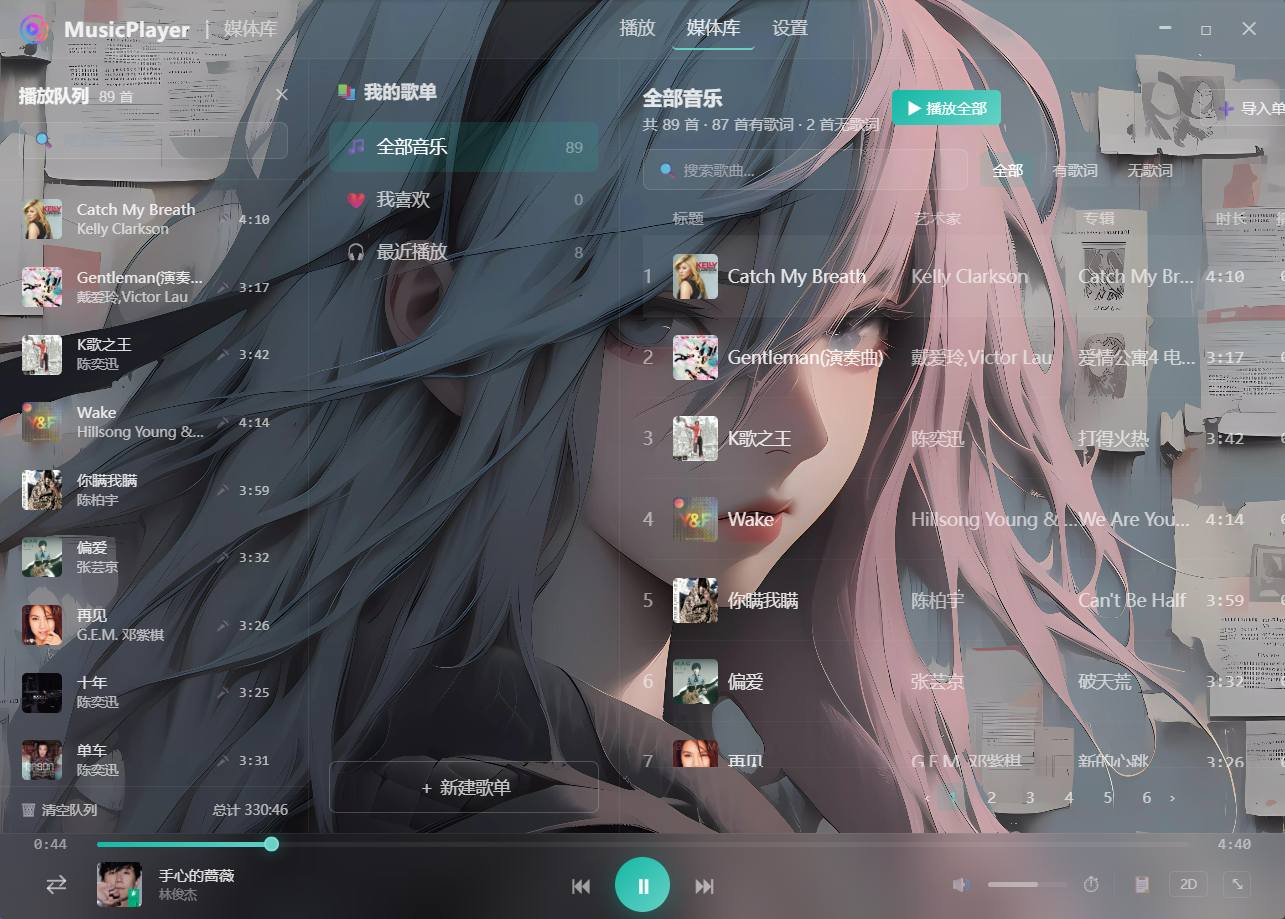 MusicPlayer | 媒体库
播放 媒体库 设置
播放队列 89 首
Catch My Breath
Kelly Clarkson
4:10
Gentleman(演奏...
戴爱玲,Victor Lau
3:17
K歌之王
陈奕迅
3:42
Wake
Hillsong Young &...
4:14
你瞒我瞒
陈柏宇
3:59
偏爱
张芸京
3:32
再见
G.E.M. 邓紫棋
3:26
十年
陈奕迅
3:25
单车
陈奕迅
3:31
清空队列 总计 330:46
我的歌单
全部音乐 89
我喜欢 0
最近播放 8
+ 新建歌单
全部音乐
共 89 首 · 87 首有歌词 · 2 首无歌词
播放全部
导入单
搜索歌曲...
全部 有歌词 无歌词
标题 艺术家 专辑 时长
1 Catch My Breath Kelly Clarkson Catch My Br... 4:10
2 Gentleman(演奏曲) 戴爱玲,Victor Lau 爱情公寓4 电... 3:17
3 K歌之王 陈奕迅 打得火热 3:42
4 Wake Hillsong Young &... We Are You... 4:14
5 你瞒我瞒 陈柏宇 Can't Be Half 3:59
6 偏爱 张芸京 破天荒 3:32
7 再见 G.E.M. 邓紫棋 新的心跳 3:26
‹ 1 2 3 4 5 6 ›
0:44 4:40
手心的蔷薇
林俊杰
2D